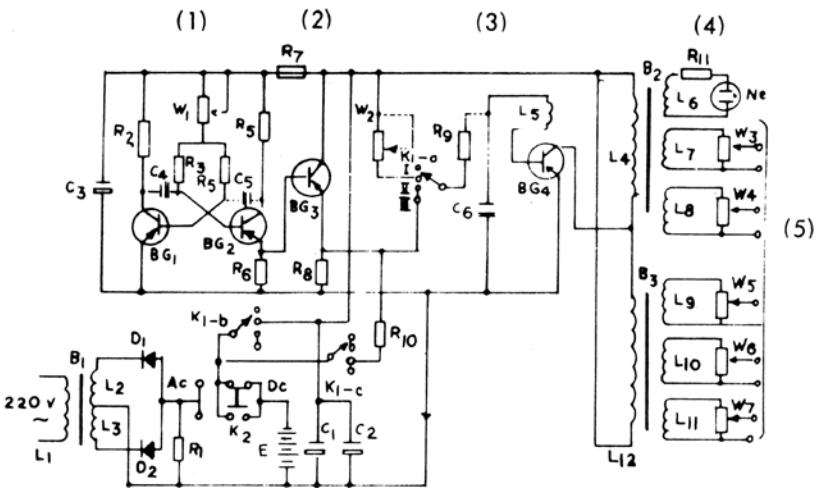 (1) (2) (3) (4)
R7 R11
B2 Ne
W1 W2 L5 L6
R2 R5 R9 K1-a L7 W3
R3 I L4
C4 R5 C5 II BG4 L8 W4
C3 BG3 III C6 (5)
BG1 BG2
R6 R8 B3 L9 W5
K1-b R10
D1 L10 W6
B1 Ac Dc K1-c
L2 L11 W7
220V
~ L3 K2 C1 C2
L1 D2 R1 E L12